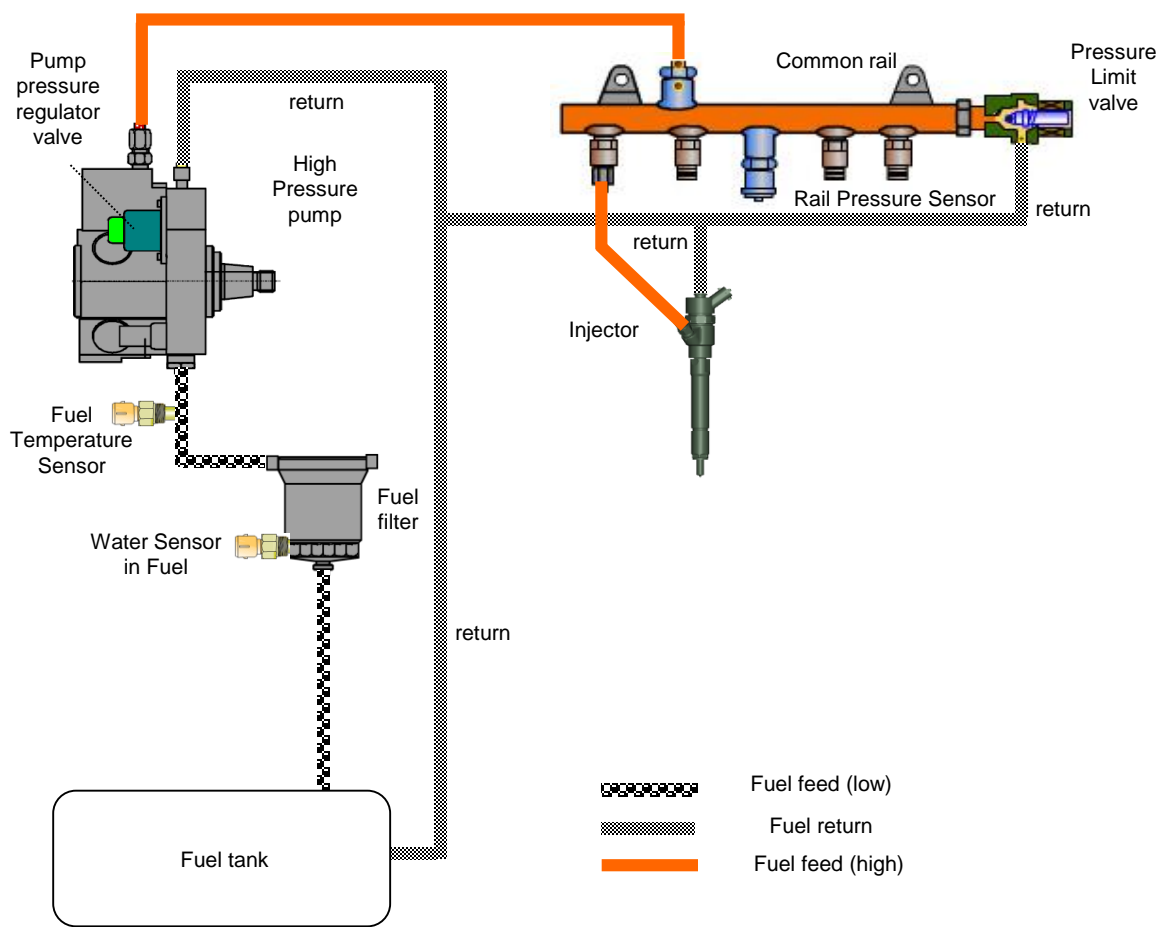 Pump
pressure
regulator
valve
return
High
Pressure
pump
Common rail
Pressure
Limit
valve
Rail Pressure Sensor
return
return
Injector
Fuel
Temperature
Sensor
Fuel
filter
Water Sensor
in Fuel
return
Fuel tank
Fuel feed (low)
Fuel return
Fuel feed (high)